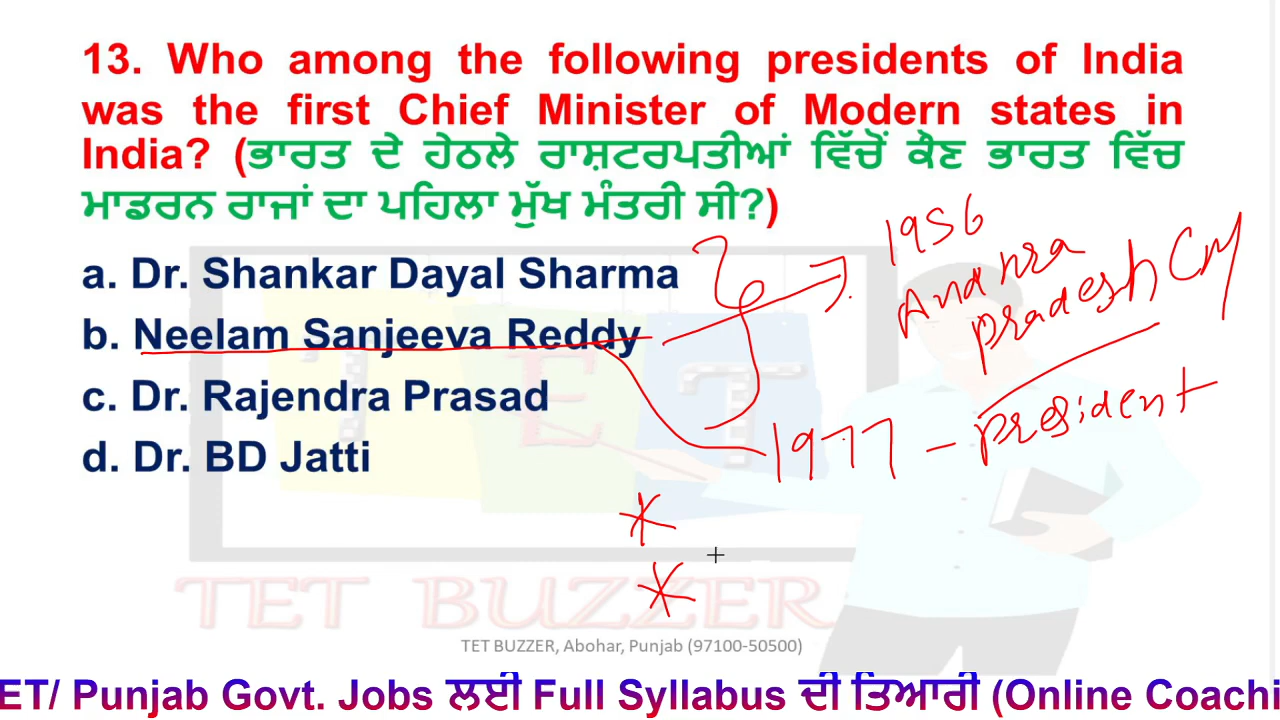 13. Who among the following presidents of India
was the first Chief Minister of Modern states in
India? (ਭਾਰਤ ਦੇ ਹੇਠਲੇ ਰਾਸ਼ਟਰਪਤੀਆਂ ਵਿੱਚੋਂ ਕੌਣ ਭਾਰਤ ਵਿੱਚ
ਮਾਡਰਨ ਰਾਜਾਂ ਦਾ ਪਹਿਲਾ ਮੁੱਖ ਮੰਤਰੀ ਸੀ?)
a. Dr. Shankar Dayal Sharma
b. Neelam Sanjeeva Reddy
c. Dr. Rajendra Prasad
d. Dr. BD Jatti
1956
Andhra
pradesh CM
1977 - president
TET
TET BUZZER
TET BUZZER, Abohar, Punjab (97100-50500)
ET/ Punjab Govt. Jobs ਲਈ Full Syllabus ਦੀ ਤਿਆਰੀ (Online Coachi